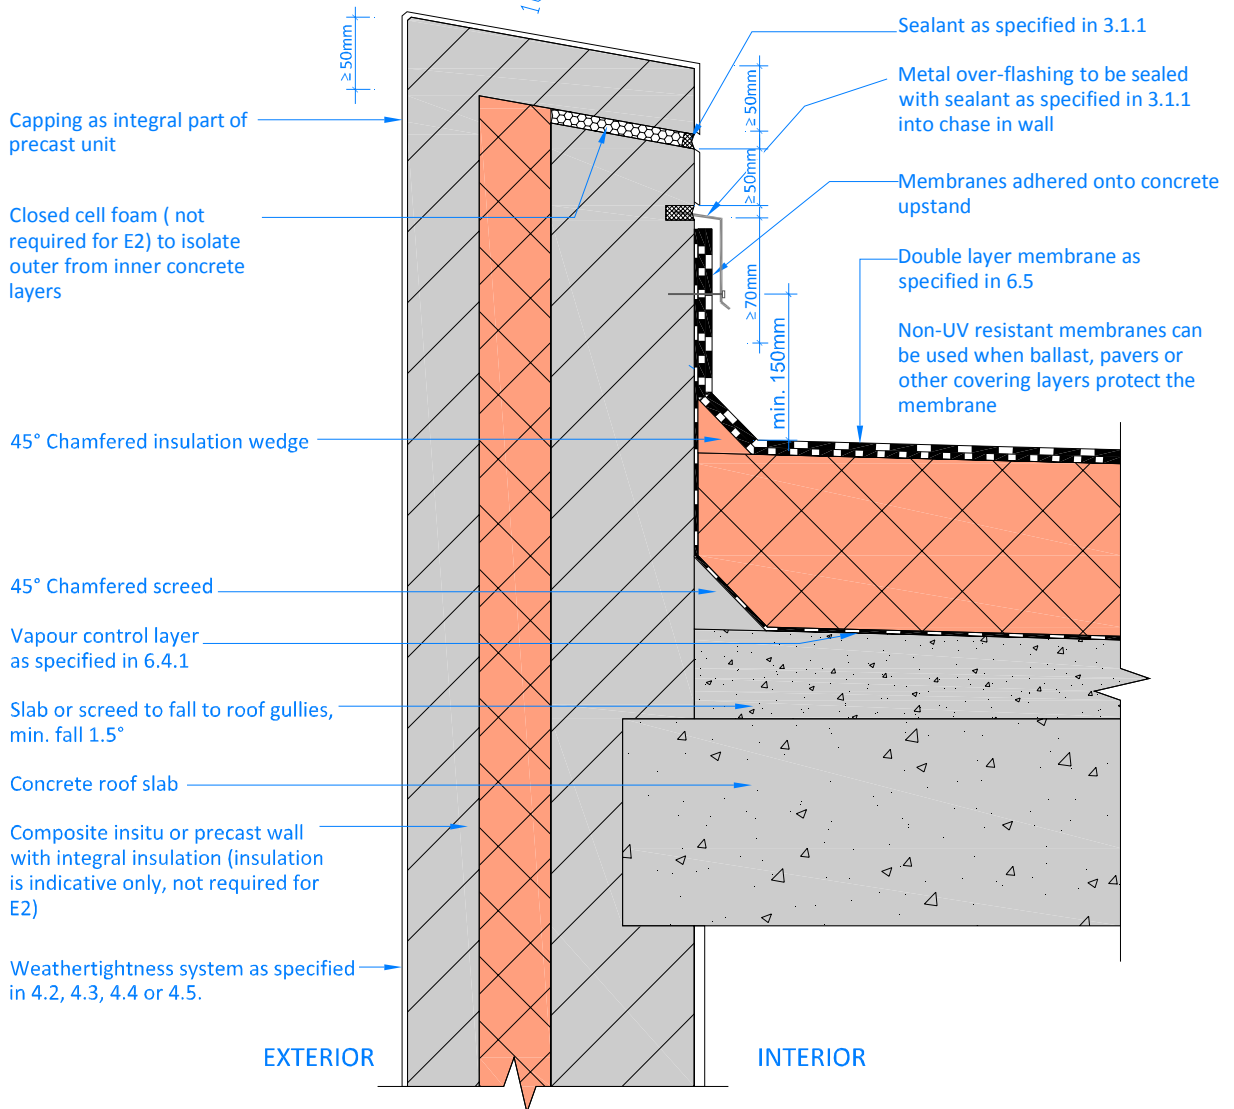 Sealant as specified in 3.1.1
≥50mm
Metal over-flashing to be sealed
with sealant as specified in 3.1.1
into chase in wall
≥50mm
Capping as integral part of
precast unit
≥50mm
Membranes adhered onto concrete
upstand
Closed cell foam ( not
required for E2) to isolate
outer from inner concrete
layers
Double layer membrane as
specified in 6.5
≥70mm
Non-UV resistant membranes can
be used when ballast, pavers or
other covering layers protect the
membrane
min. 150mm
45° Chamfered insulation wedge
45° Chamfered screed
Vapour control layer
as specified in 6.4.1
Slab or screed to fall to roof gullies,
min. fall 1.5°
Concrete roof slab
Composite insitu or precast wall
with integral insulation (insulation
is indicative only, not required for
E2)
Weathertightness system as specified
in 4.2, 4.3, 4.4 or 4.5.
EXTERIOR
INTERIOR